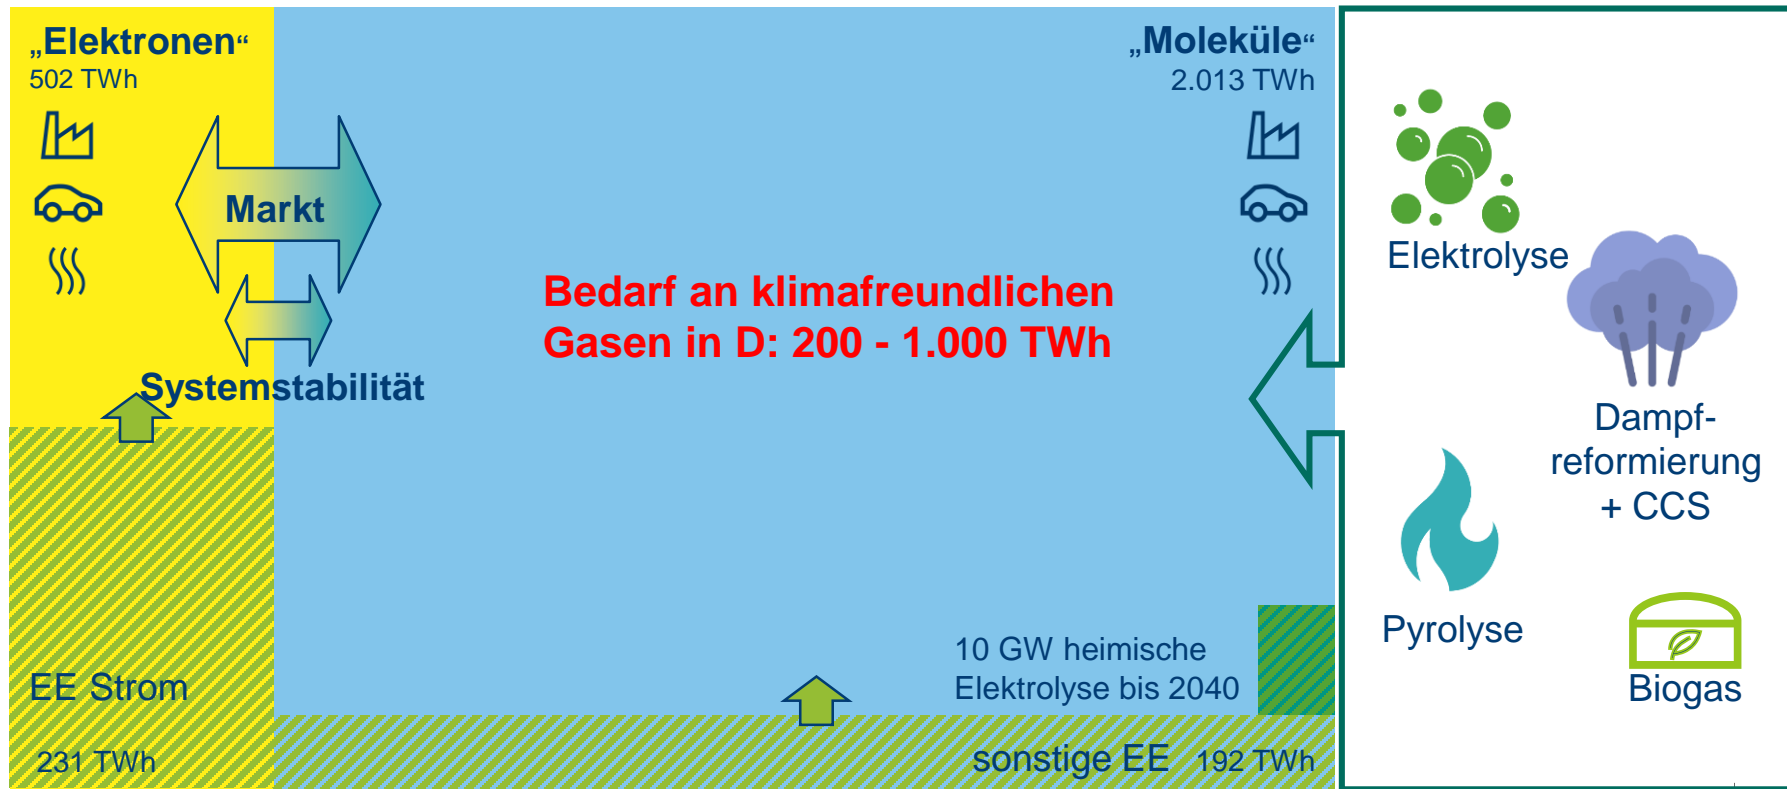 „Elektronen“
502 TWh
„Moleküle“
2.013 TWh
Markt
Systemstabilität
Bedarf an klimafreundlichen
Gasen in D: 200 - 1.000 TWh
EE Strom
231 TWh
10 GW heimische
Elektrolyse bis 2040
sonstige EE 192 TWh
Elektrolyse
Dampf-
reformierung
+ CCS
Pyrolyse
Biogas